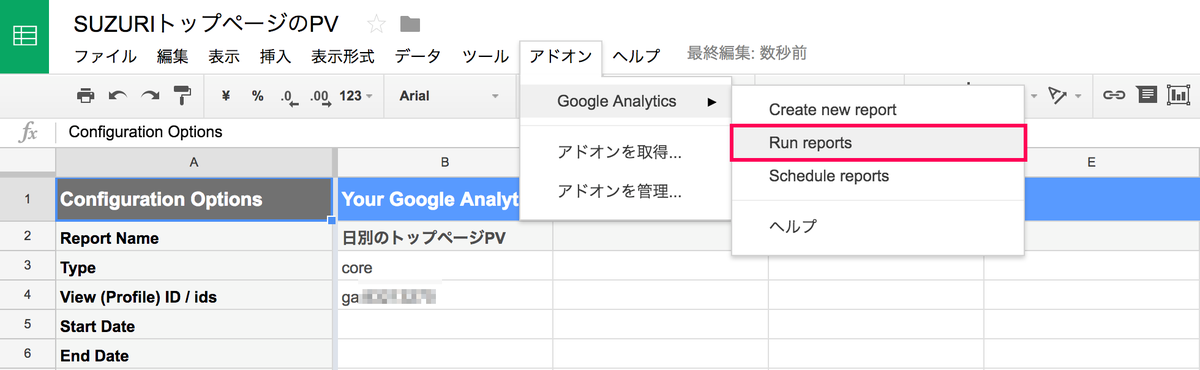 SUZURIトップページのPV
ファイル 編集 表示 挿入 表示形式 データ ツール アドオン ヘルプ 最終編集: 数秒前
¥ % .0 .00 123 Arial
Google Analytics
Create new report
Run reports
Schedule reports
ヘルプ
アドオンを取得...
アドオンを管理...
fx Configuration Options
A B E
1 Configuration Options Your Google Analyt
2 Report Name 日別のトップページPV
3 Type core
4 View (Profile) ID / ids ga
5 Start Date
6 End Date